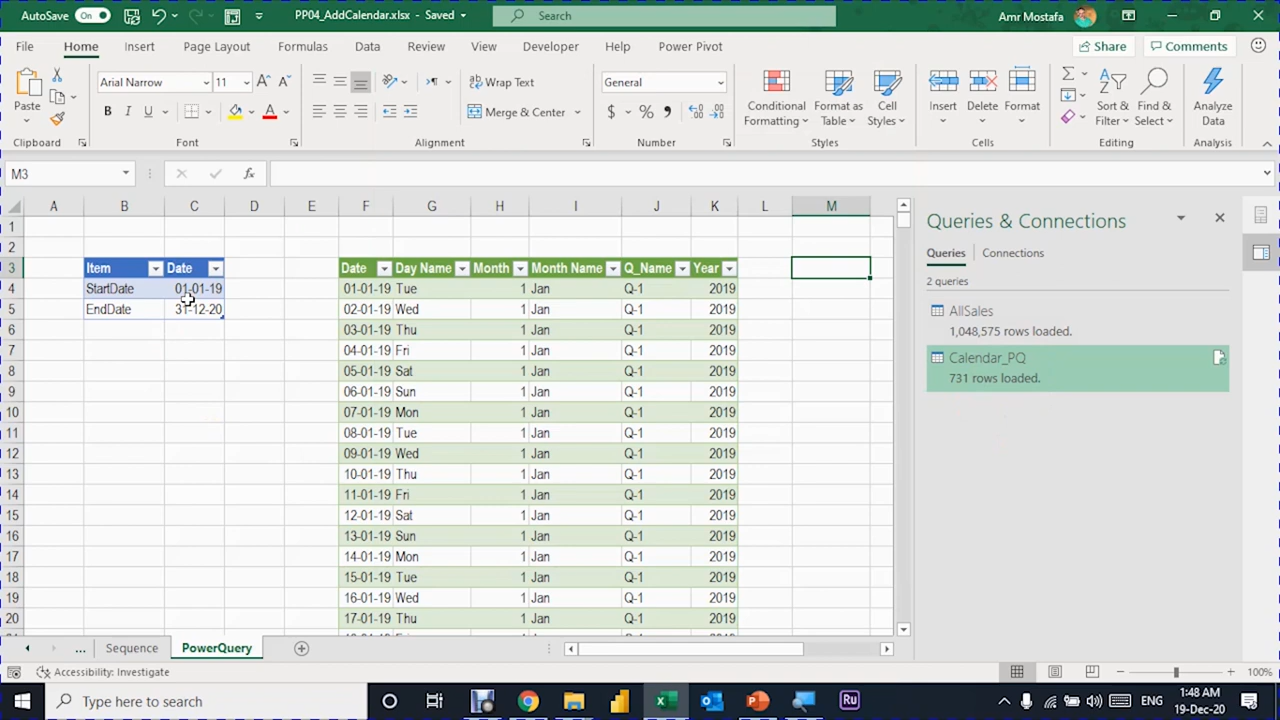 AutoSave On PP04_AddCalendar.xlsx - Saved Search Amr Mostafa
File Home Insert Page Layout Formulas Data Review View Developer Help Power Pivot Share Comments
Paste Arial Narrow 11 Wrap Text General Conditional Formatting Format as Table Cell Styles Insert Delete Format Sort & Filter Find & Select Analyze Data
B I U A Merge & Center $ % 
Clipboard Font Alignment Number Styles Cells Editing Analysis
M3 fx
A B C D E F G H I J K L M
Queries & Connections
1
2
Queries Connections
3 Item Date Date Day Name Month Month Name Q_Name Year
2 queries
4 StartDate 01-01-19 01-01-19 Tue 1 Jan Q-1 2019
AllSales
5 EndDate 31-12-20 02-01-19 Wed 1 Jan Q-1 2019
1,048,575 rows loaded.
6 03-01-19 Thu 1 Jan Q-1 2019
7 04-01-19 Fri 1 Jan Q-1 2019
Calendar_PQ
8 05-01-19 Sat 1 Jan Q-1 2019
731 rows loaded.
9 06-01-19 Sun 1 Jan Q-1 2019
10 07-01-19 Mon 1 Jan Q-1 2019
11 08-01-19 Tue 1 Jan Q-1 2019
12 09-01-19 Wed 1 Jan Q-1 2019
13 10-01-19 Thu 1 Jan Q-1 2019
14 11-01-19 Fri 1 Jan Q-1 2019
15 12-01-19 Sat 1 Jan Q-1 2019
16 13-01-19 Sun 1 Jan Q-1 2019
17 14-01-19 Mon 1 Jan Q-1 2019
18 15-01-19 Tue 1 Jan Q-1 2019
19 16-01-19 Wed 1 Jan Q-1 2019
20 17-01-19 Thu 1 Jan Q-1 2019
... Sequence PowerQuery
Accessibility: Investigate 100%
Type here to search Ru ENG 1:48 AM
19-Dec-20